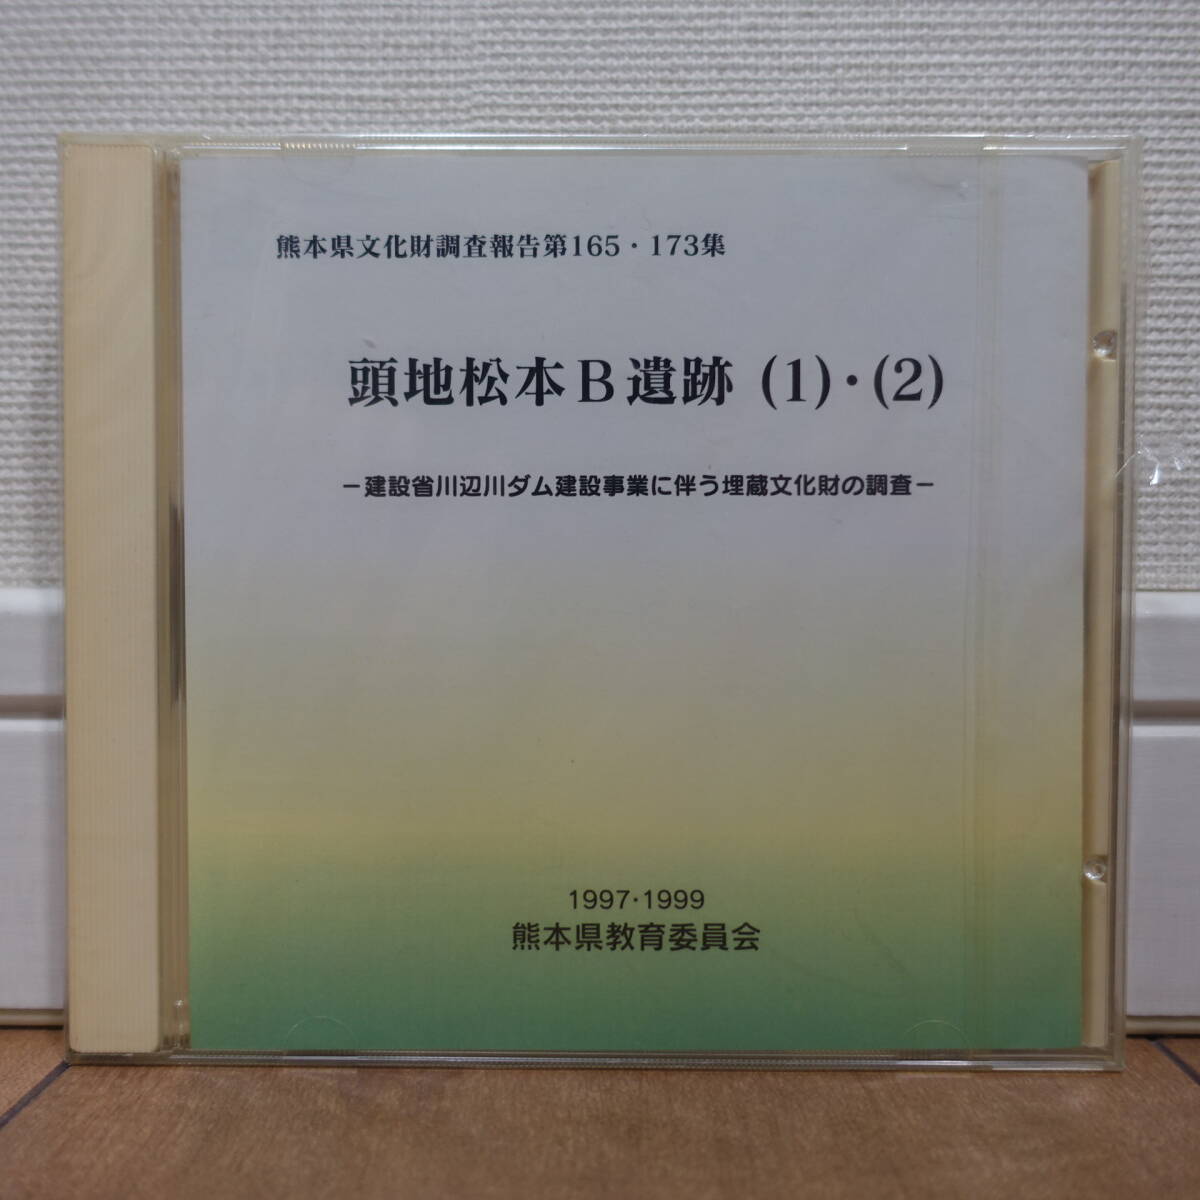 熊本県文化財調査報告第165・173集
頭地松本B遺跡 (1)・(2)
－建設省川辺川ダム建設事業に伴う埋蔵文化財の調査－
1997・1999
熊本県教育委員会